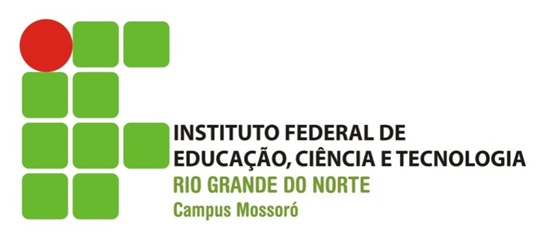 INSTITUTO FEDERAL DE
EDUCAÇÃO, CIÊNCIA E TECNOLOGIA
RIO GRANDE DO NORTE
Campus Mossoró